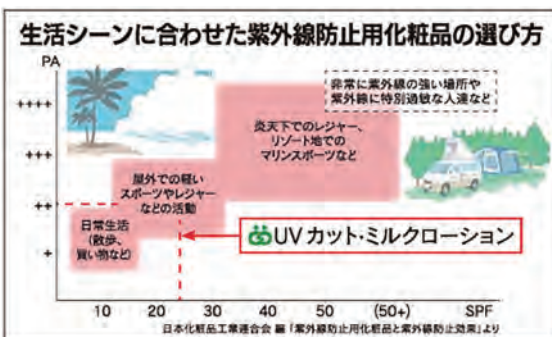 生活シーンに合わせた紫外線防止用化粧品の選び方
PA
++++
+++
++
+
非常に紫外線の強い場所や
紫外線に特別過敏な人達など
炎天下でのレジャー、
リゾート地での
マリンスポーツなど
屋外での軽い
スポーツやレジャー
などの活動
日常生活
(散歩、
買い物など)
UVカット・ミルクローション
10 20 30 40 50 (50+) SPF
日本化粧品工業連合会 編「紫外線防止用化粧品と紫外線防止効果」より